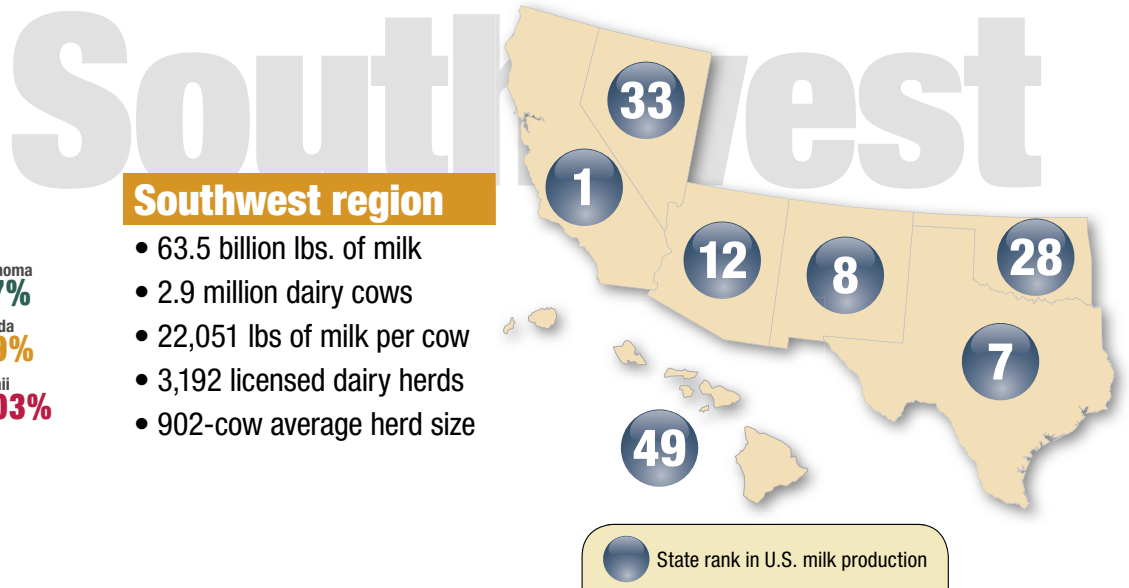 Southwest
33
1
Southwest region
• 63.5 billion lbs. of milk
• 2.9 million dairy cows
• 22,051 lbs of milk per cow
• 3,192 licensed dairy herds
• 902-cow average herd size
12
8
28
7
49
State rank in U.S. milk production